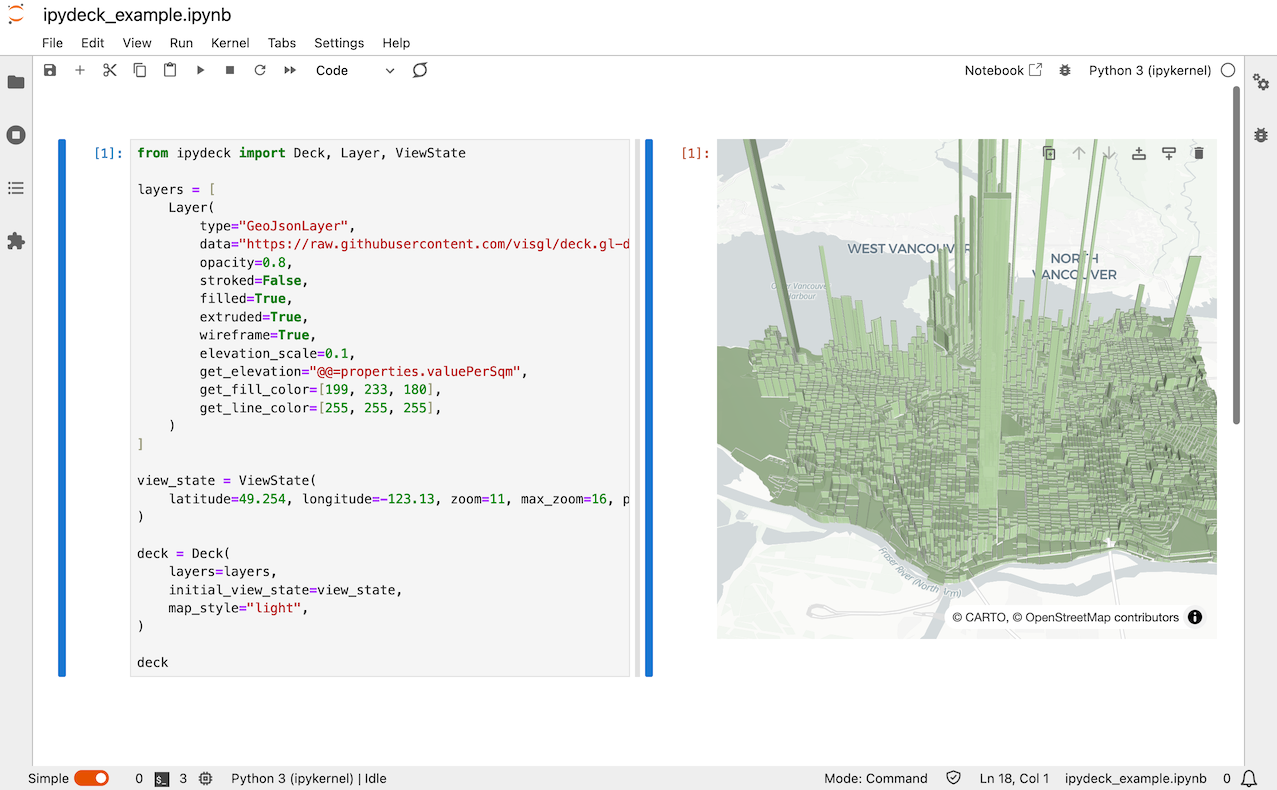 ipydeck_example.ipynb
File Edit View Run Kernel Tabs Settings Help
Code
Notebook
Python 3 (ipykernel)
[1]:
from ipydeck import Deck, Layer, ViewState
layers = [
    Layer(
        type="GeoJsonLayer",
        data="https://raw.githubusercontent.com/visgl/deck.gl-d
        opacity=0.8,
        stroked=False,
        filled=True,
        extruded=True,
        wireframe=True,
        elevation_scale=0.1,
        get_elevation="@@=properties.valuePerSqm",
        get_fill_color=[199, 233, 180],
        get_line_color=[255, 255, 255],
    )
]
view_state = ViewState(
    latitude=49.254, longitude=-123.13, zoom=11, max_zoom=16, p
)
deck = Deck(
    layers=layers,
    initial_view_state=view_state,
    map_style="light",
)
deck
[1]:
WEST VANCOUVER
NORTH
VANCOUVER
Vancouver
Harbour
Fraser River (North
© CARTO, © OpenStreetMap contributors
Simple 0 $_ 3 Python 3 (ipykernel) | Idle
Mode: Command Ln 18, Col 1 ipydeck_example.ipynb 0